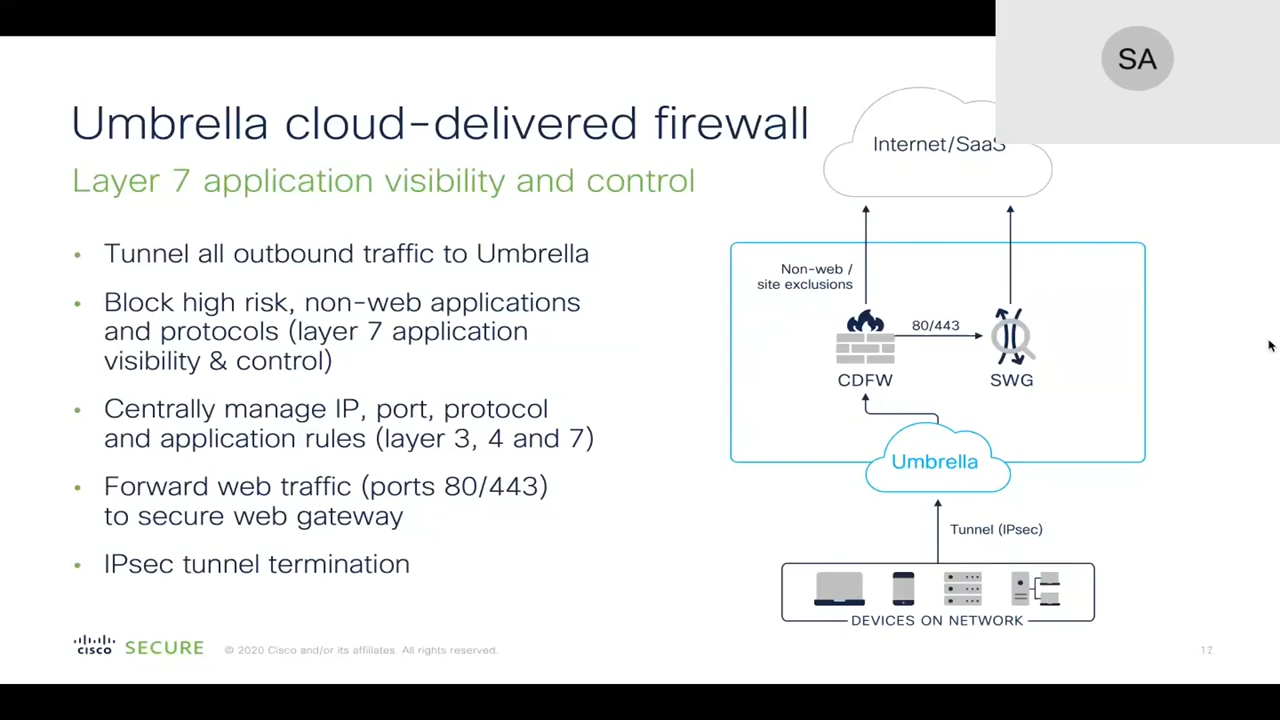 SA
Umbrella cloud-delivered firewall
Layer 7 application visibility and control
• Tunnel all outbound traffic to Umbrella
• Block high risk, non-web applications
and protocols (layer 7 application
visibility & control)
• Centrally manage IP, port, protocol
and application rules (layer 3, 4 and 7)
• Forward web traffic (ports 80/443)
to secure web gateway
• IPsec tunnel termination
Internet/SaaS
Non-web /
site exclusions
80/443
CDFW
SWG
Umbrella
Tunnel (IPsec)
DEVICES ON NETWORK
cisco SECURE
© 2020 Cisco and/or its affiliates. All rights reserved.
17